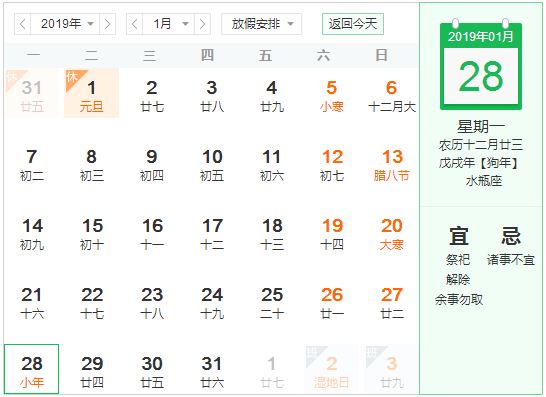 2019年 1月 放假安排 返回今天
一 二 三 四 五 六 日
休 31 休 1 2 3 4 5 6
廿五 元旦 廿七 廿八 廿九 小寒 十二月大
7 8 9 10 11 12 13
初二 初三 初四 初五 初六 初七 腊八节
14 15 16 17 18 19 20
初九 初十 十一 十二 十三 十四 大寒
21 22 23 24 25 26 27
十六 十七 十八 十九 二十 廿一 廿二
28 29 30 31 1 班 2 班 3
小年 廿四 廿五 廿六 廿七 湿地日 廿九
2019年01月
28
星期一
农历十二月廿三
戊戌年【狗年】
水瓶座
宜 忌
祭祀 诸事不宜
解除
余事勿取